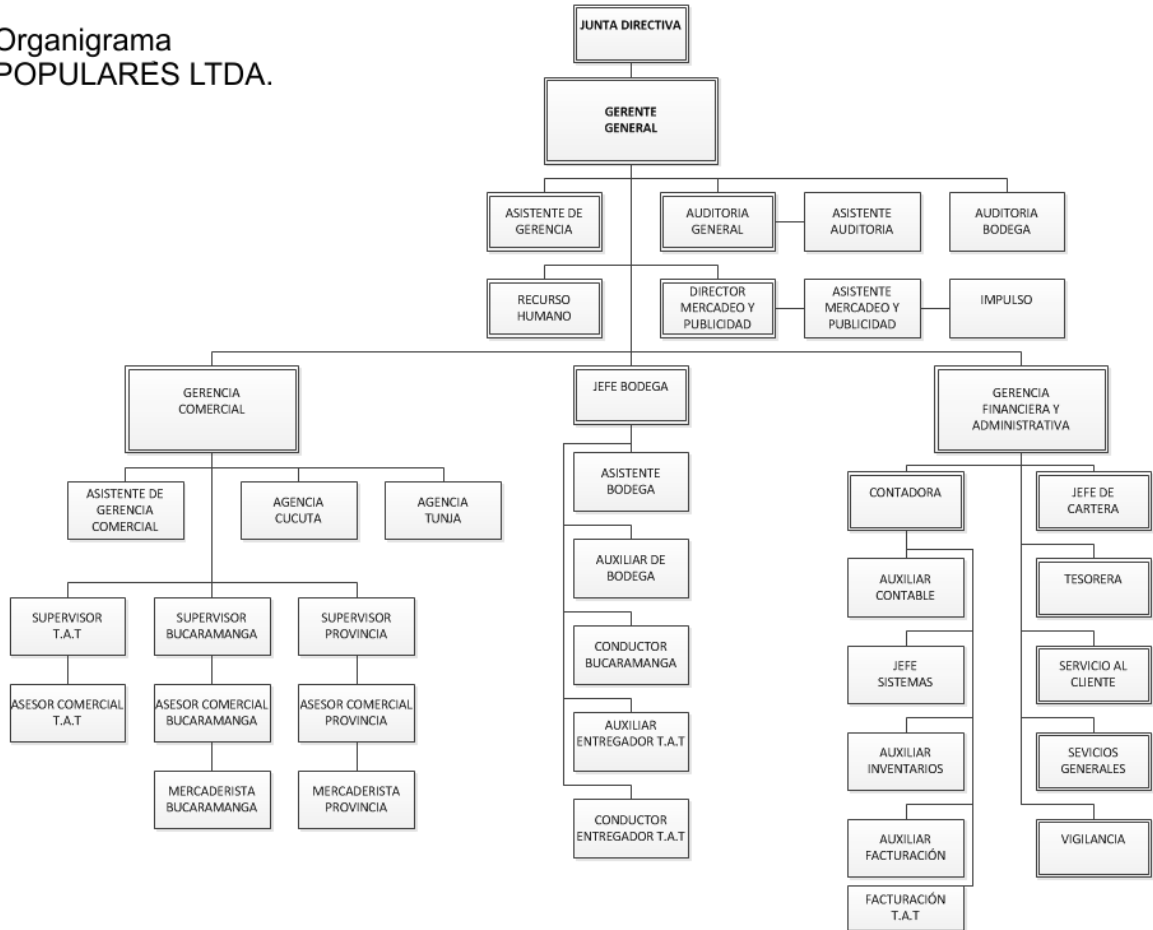 Organigrama
POPULARES LTDA.
JUNTA DIRECTIVA
GERENTE
GENERAL
ASISTENTE DE
GERENCIA
AUDITORIA
GENERAL
ASISTENTE
AUDITORIA
AUDITORIA
BODEGA
RECURSO
HUMANO
DIRECTOR
MERCADEO Y
PUBLICIDAD
ASISTENTE
MERCADEO Y
PUBLICIDAD
IMPULSO
GERENCIA
COMERCIAL
JEFE BODEGA
GERENCIA
FINANCIERA Y
ADMINISTRATIVA
ASISTENTE DE
GERENCIA
COMERCIAL
AGENCIA
CUCUTA
AGENCIA
TUNJA
SUPERVISOR
T.A.T
SUPERVISOR
BUCARAMANGA
SUPERVISOR
PROVINCIA
ASESOR COMERCIAL
T.A.T
ASESOR COMERCIAL
BUCARAMANGA
ASESOR COMERCIAL
PROVINCIA
MERCADERISTA
BUCARAMANGA
MERCADERISTA
PROVINCIA
ASISTENTE
BODEGA
AUXILIAR DE
BODEGA
CONDUCTOR
BUCARAMANGA
AUXILIAR
ENTREGADOR T.A.T
CONDUCTOR
ENTREGADOR T.A.T
CONTADORA
AUXILIAR
CONTABLE
JEFE
SISTEMAS
AUXILIAR
INVENTARIOS
AUXILIAR
FACTURACIÓN
FACTURACIÓN
T.A.T
JEFE DE
CARTERA
TESORERA
SERVICIO AL
CLIENTE
SEVICIOS
GENERALES
VIGILANCIA